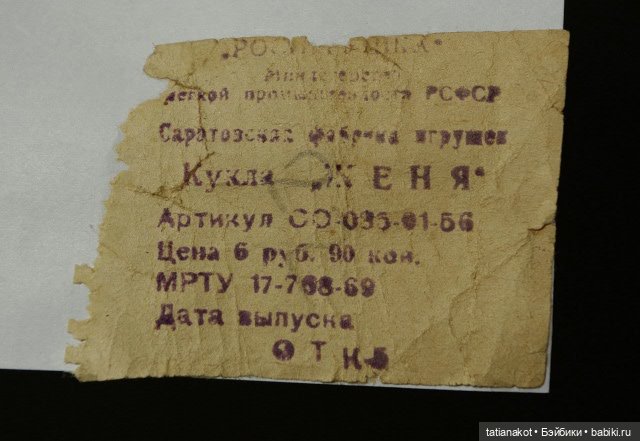 „РОСИГРУШКА“
Министерство
легкой промышленности РСФСР
Саратовская фабрика игрушек
Кукла „ЖЕНЯ“
Артикул СО-035-01-56
Цена 6 руб. 90 коп.
МРТУ 17-768-69
Дата выпуска
ОТК-5
tatianakot • Бэйбики • babiki.ru